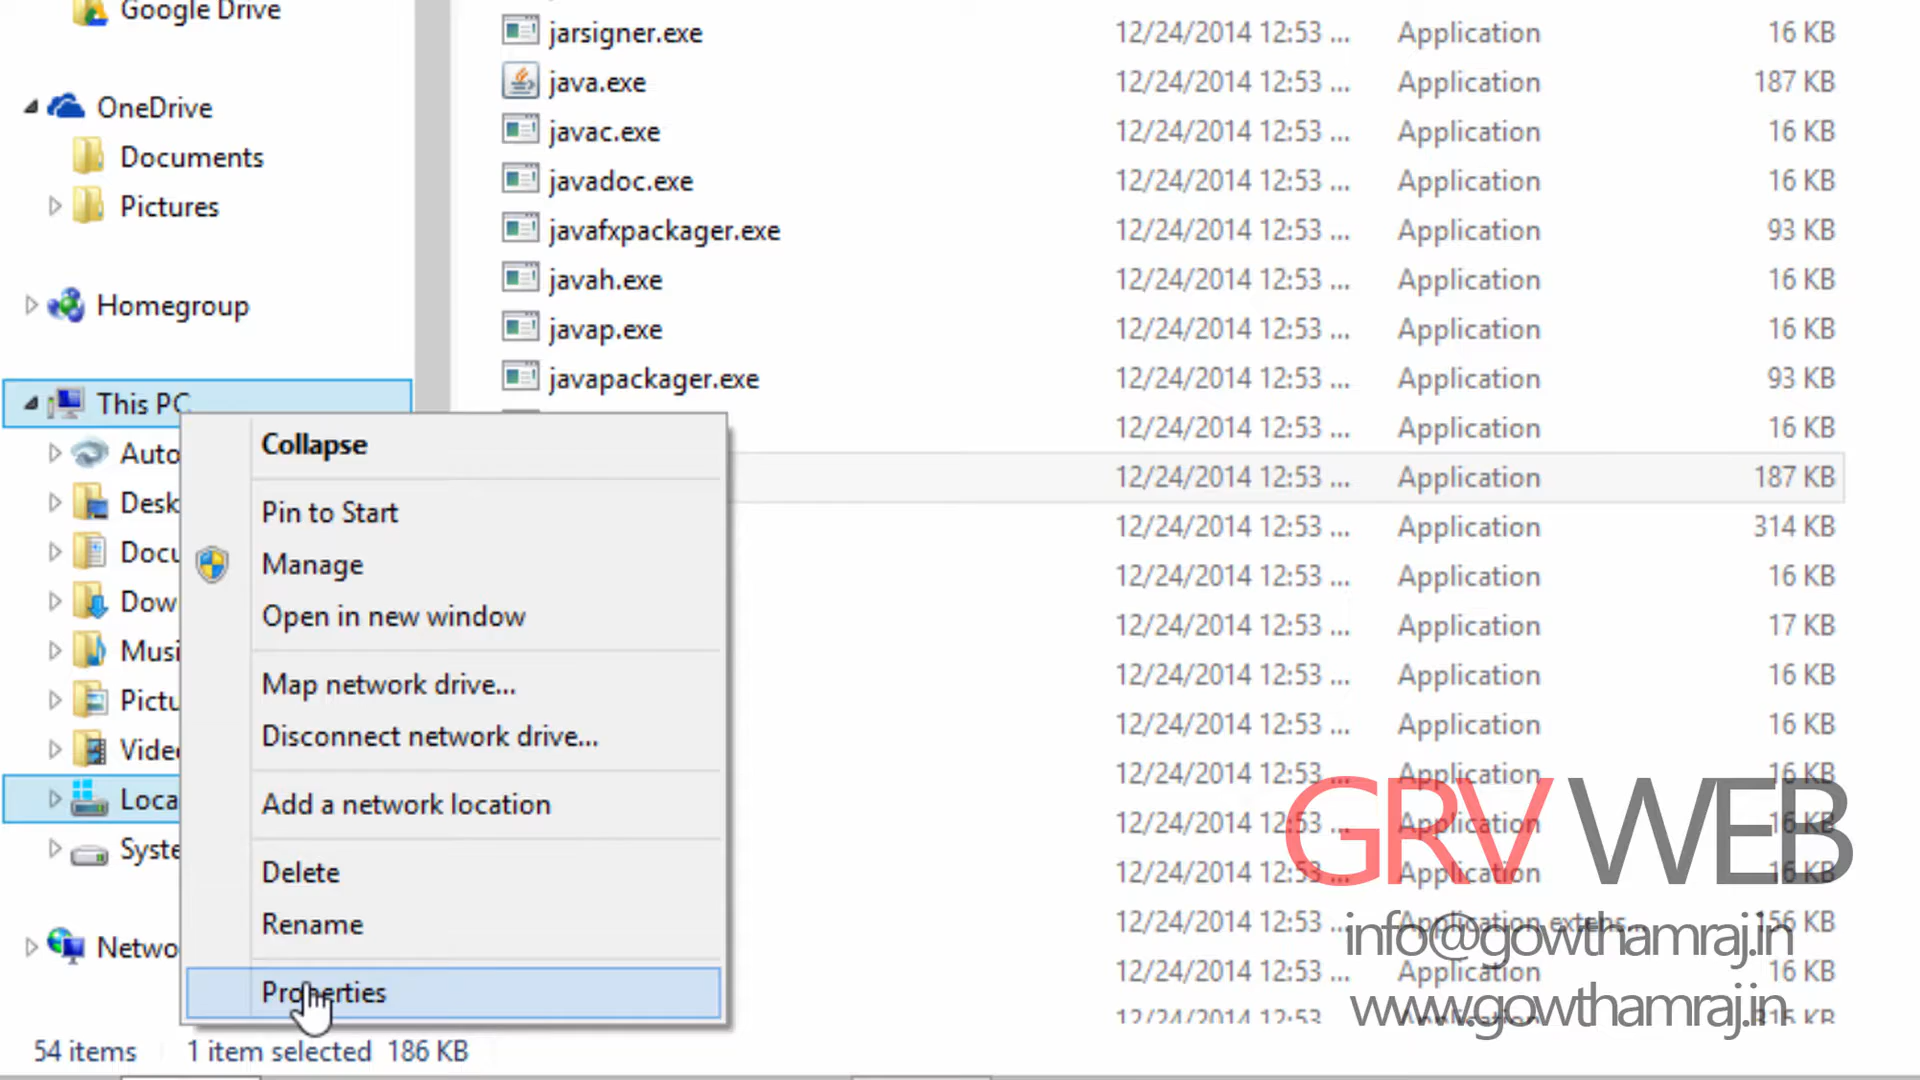 Google Drive
OneDrive
Documents
Pictures
Homegroup
This PC
Auto
Desk
Docu
Dow
Musi
Pictu
Vide
Loca
Syste
Netwo
Collapse
Pin to Start
Manage
Open in new window
Map network drive...
Disconnect network drive...
Add a network location
Delete
Rename
Properties
jarsigner.exe 12/24/2014 12:53 ... Application 16 KB
java.exe 12/24/2014 12:53 ... Application 187 KB
javac.exe 12/24/2014 12:53 ... Application 16 KB
javadoc.exe 12/24/2014 12:53 ... Application 16 KB
javafxpackager.exe 12/24/2014 12:53 ... Application 93 KB
javah.exe 12/24/2014 12:53 ... Application 16 KB
javap.exe 12/24/2014 12:53 ... Application 16 KB
javapackager.exe 12/24/2014 12:53 ... Application 93 KB
12/24/2014 12:53 ... Application 16 KB
12/24/2014 12:53 ... Application 187 KB
12/24/2014 12:53 ... Application 314 KB
12/24/2014 12:53 ... Application 16 KB
12/24/2014 12:53 ... Application 17 KB
12/24/2014 12:53 ... Application 16 KB
12/24/2014 12:53 ... Application 16 KB
12/24/2014 12:53 ... Application 16 KB
12/24/2014 12:53 ... Application 16 KB
12/24/2014 12:53 ... Application 16 KB
12/24/2014 12:53 ... Application extens... 156 KB
12/24/2014 12:53 ... Application 16 KB
12/24/2014 12:53 ...
GRV WEB
info@gowthamraj.in
www.gowthamraj.in
54 items 1 item selected 186 KB